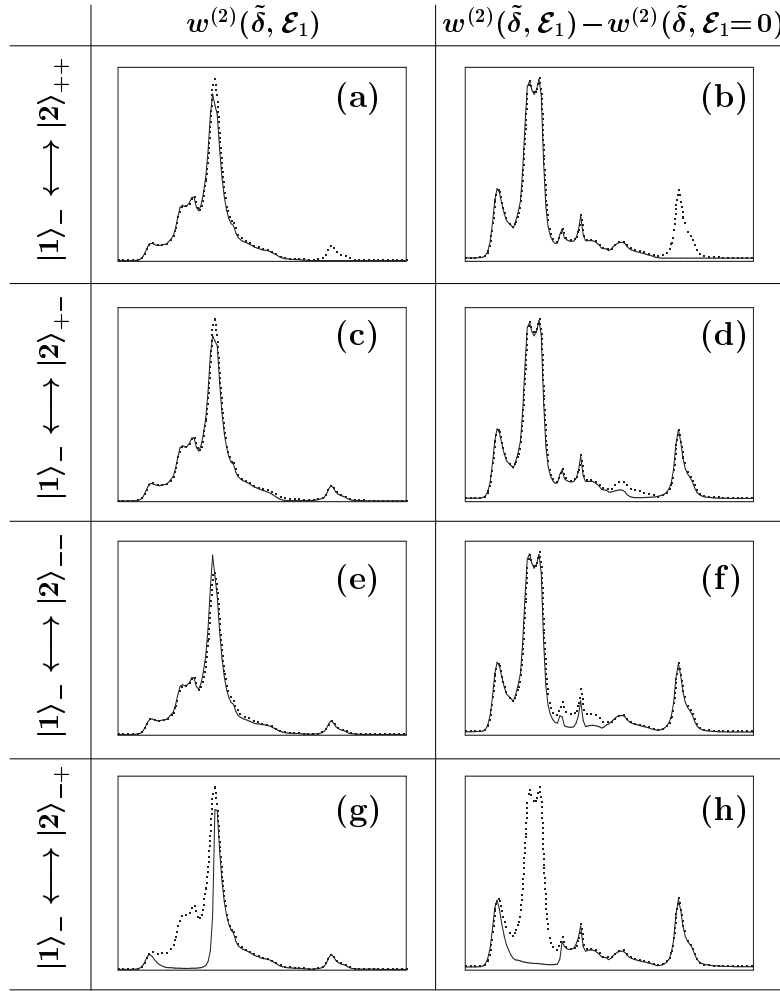 w⁽²⁾(δ̃, ℰ₁)
w⁽²⁾(δ̃, ℰ₁) − w⁽²⁾(δ̃, ℰ₁=0)
|1⟩₋ ⟷ |2⟩₊₊
(a)
(b)
|1⟩₋ ⟷ |2⟩₊₋
(c)
(d)
|1⟩₋ ⟷ |2⟩₋₋
(e)
(f)
|1⟩₋ ⟷ |2⟩₋₊
(g)
(h)